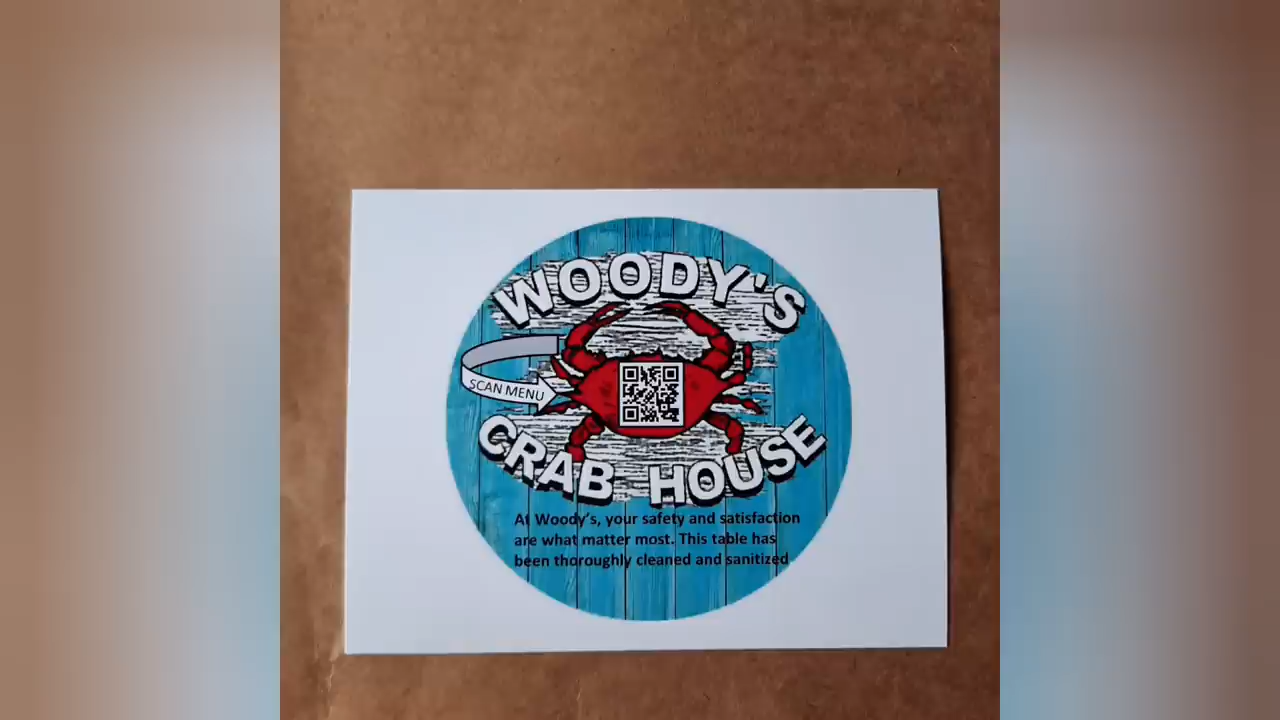 WOODY'S
SCAN MENU
CRAB HOUSE
At Woody's, your safety and satisfaction
are what matter most. This table has
been thoroughly cleaned and sanitized